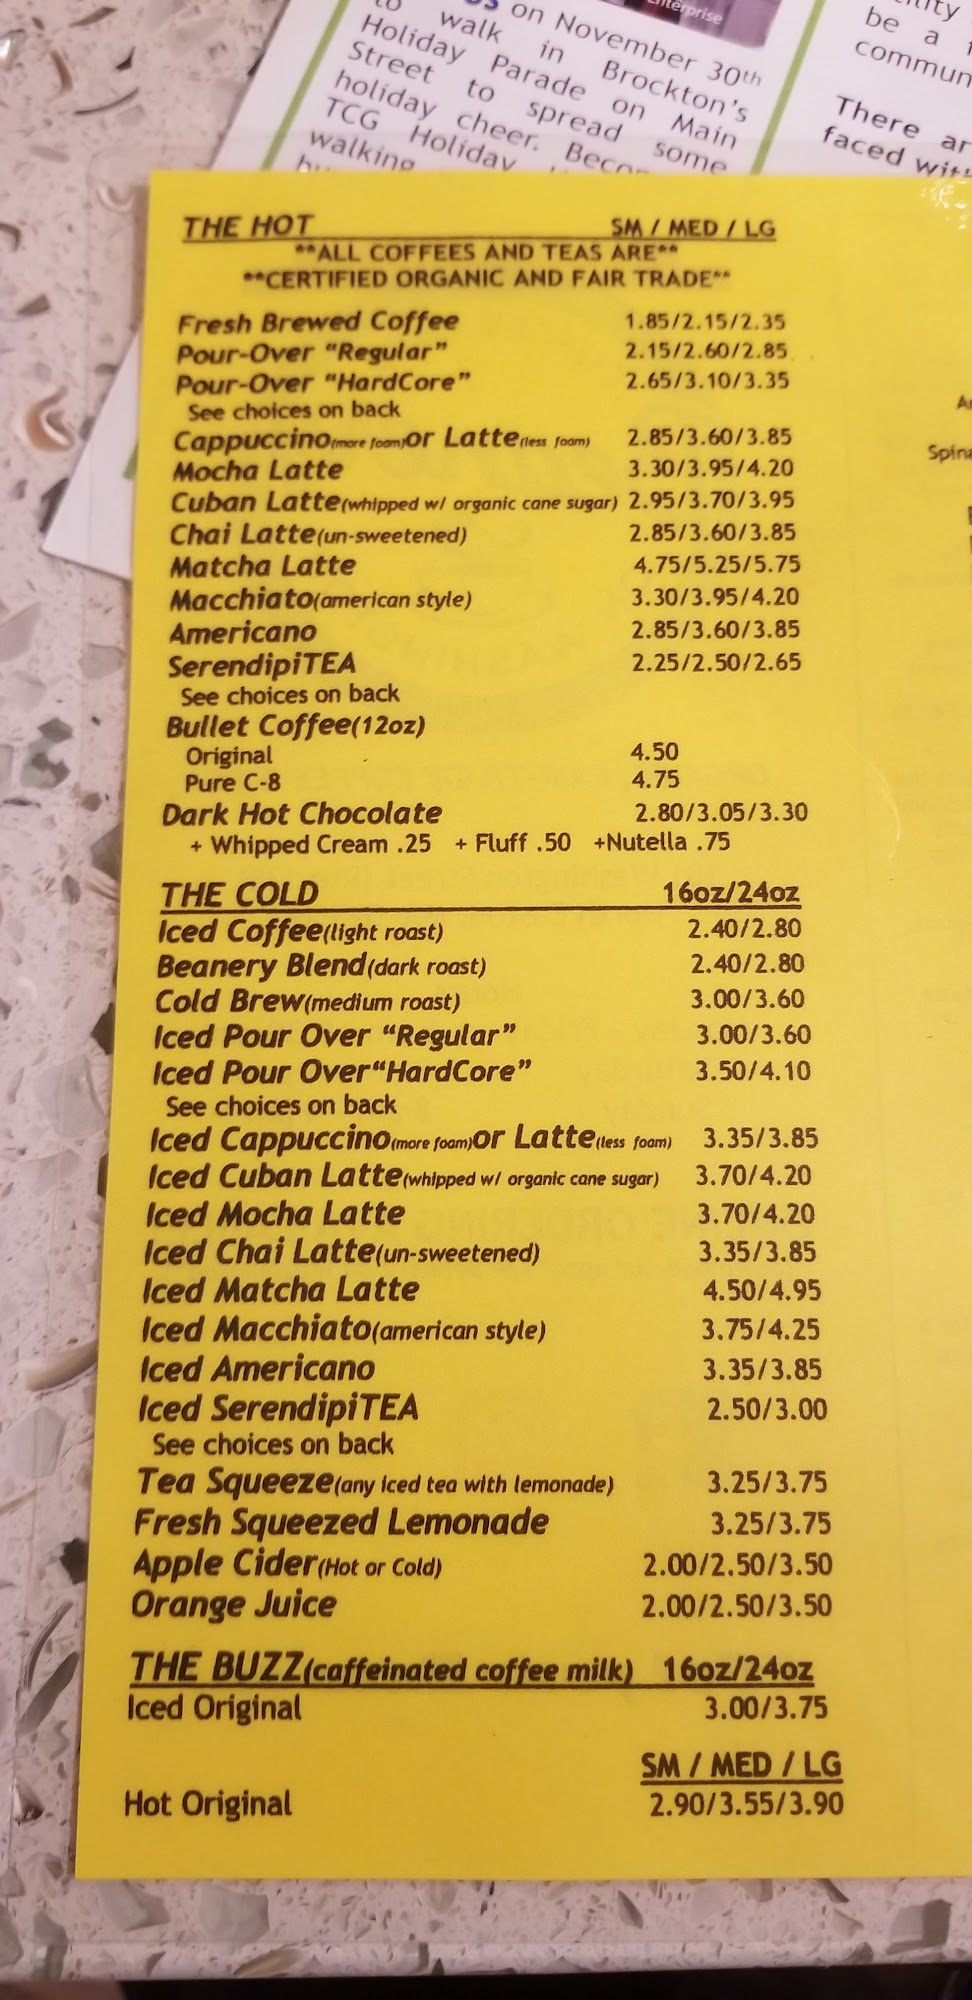 Enterprise
on November 30th
to walk in Brockton's
Holiday Parade on Main
Street to spread some
holiday cheer.
TCG Holiday
walking
be a
commun
There ar
faced with
THE HOT SM / MED / LG
**ALL COFFEES AND TEAS ARE**
**CERTIFIED ORGANIC AND FAIR TRADE**
Fresh Brewed Coffee 1.85/2.15/2.35
Pour-Over “Regular” 2.15/2.60/2.85
Pour-Over “HardCore” 2.65/3.10/3.35
See choices on back
Cappuccino(more foam)or Latte(less foam) 2.85/3.60/3.85
Mocha Latte 3.30/3.95/4.20
Cuban Latte(whipped w/ organic cane sugar) 2.95/3.70/3.95
Chai Latte(un-sweetened) 2.85/3.60/3.85
Matcha Latte 4.75/5.25/5.75
Macchiato(american style) 3.30/3.95/4.20
Americano 2.85/3.60/3.85
SerendipiTEA 2.25/2.50/2.65
See choices on back
Bullet Coffee(12oz)
Original 4.50
Pure C-8 4.75
Dark Hot Chocolate 2.80/3.05/3.30
+ Whipped Cream .25 + Fluff .50 +Nutella .75
THE COLD 16oz/24oz
Iced Coffee(light roast) 2.40/2.80
Beanery Blend(dark roast) 2.40/2.80
Cold Brew(medium roast) 3.00/3.60
Iced Pour Over “Regular” 3.00/3.60
Iced Pour Over“HardCore” 3.50/4.10
See choices on back
Iced Cappuccino(more foam)or Latte(less foam) 3.35/3.85
Iced Cuban Latte(whipped w/ organic cane sugar) 3.70/4.20
Iced Mocha Latte 3.70/4.20
Iced Chai Latte(un-sweetened) 3.35/3.85
Iced Matcha Latte 4.50/4.95
Iced Macchiato(american style) 3.75/4.25
Iced Americano 3.35/3.85
Iced SerendipiTEA 2.50/3.00
See choices on back
Tea Squeeze(any iced tea with lemonade) 3.25/3.75
Fresh Squeezed Lemonade 3.25/3.75
Apple Cider(Hot or Cold) 2.00/2.50/3.50
Orange Juice 2.00/2.50/3.50
THE BUZZ(caffeinated coffee milk) 16oz/24oz
Iced Original 3.00/3.75
SM / MED / LG
Hot Original 2.90/3.55/3.90
Spina